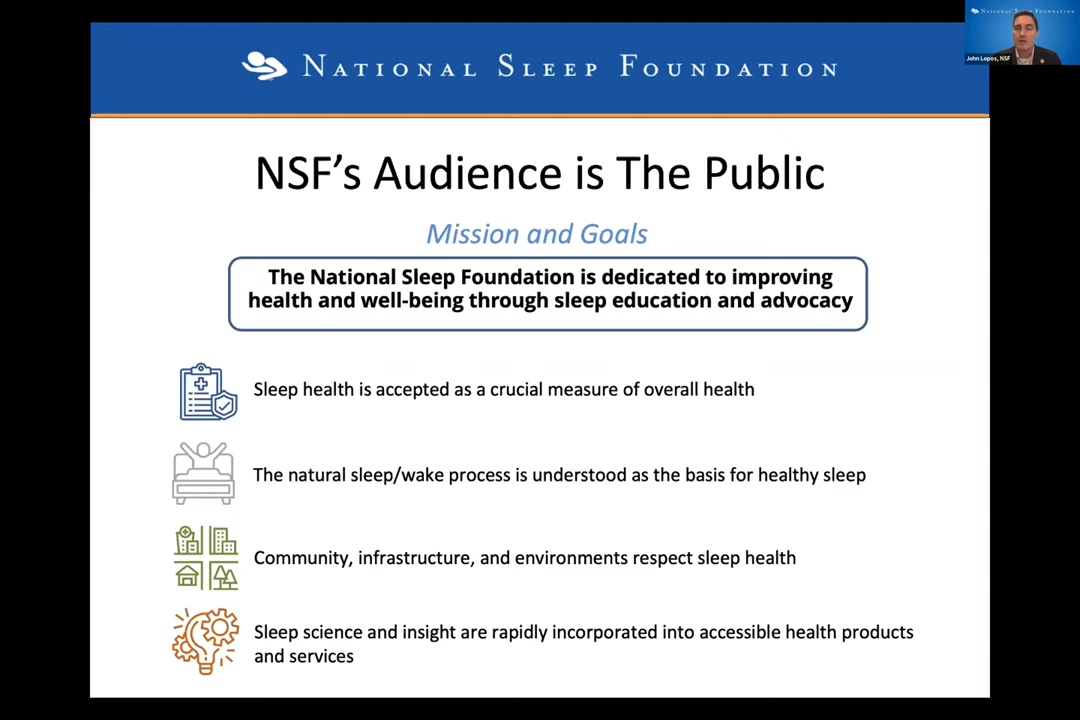 NATIONAL SLEEP FOUNDATION
NATIONAL SLEEP FOUNDATION
John Lopos, NSF
NSF's Audience is The Public
Mission and Goals
The National Sleep Foundation is dedicated to improving
health and well-being through sleep education and advocacy
Sleep health is accepted as a crucial measure of overall health
The natural sleep/wake process is understood as the basis for healthy sleep
Community, infrastructure, and environments respect sleep health
Sleep science and insight are rapidly incorporated into accessible health products
and services